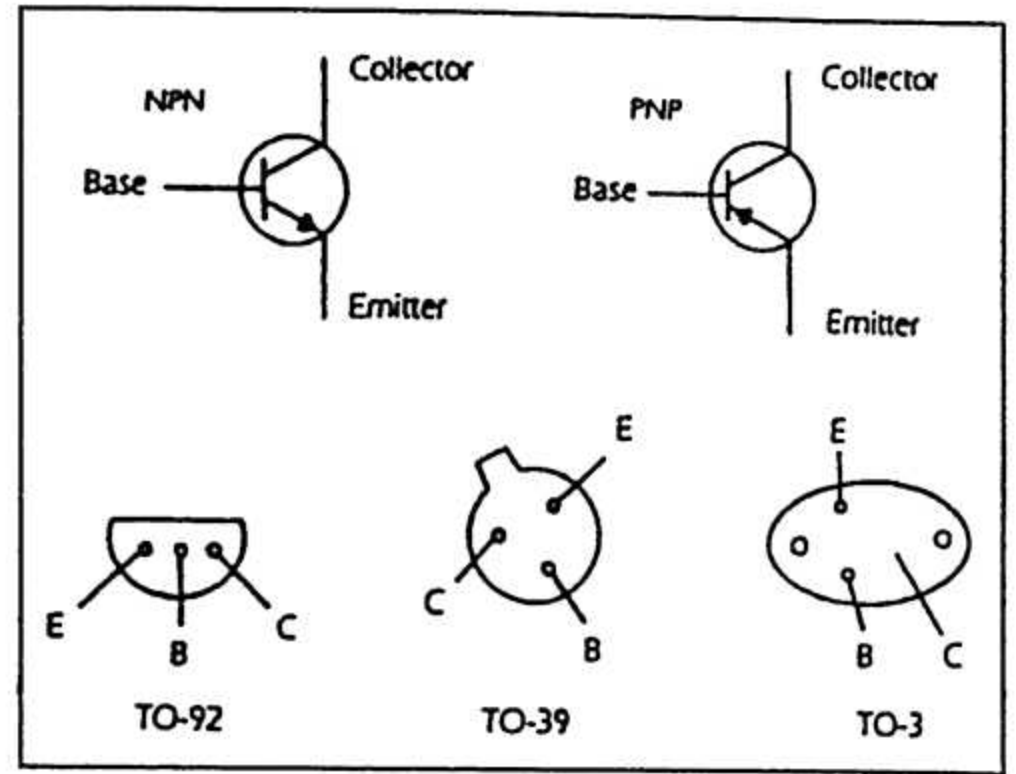 NPN
Collector
Base
Emitter
PNP
Collector
Base
Emitter
E
B
C
TO-92
E
C
B
TO-39
E
B
C
TO-3